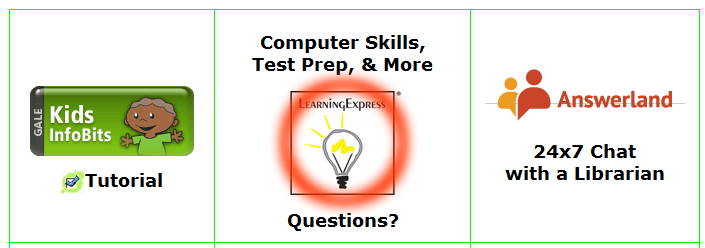 GALE
Kids
InfoBits
Tutorial
Computer Skills,
Test Prep, & More
LEARNINGEXPRESS®
Questions?
Answerland
24x7 Chat
with a Librarian